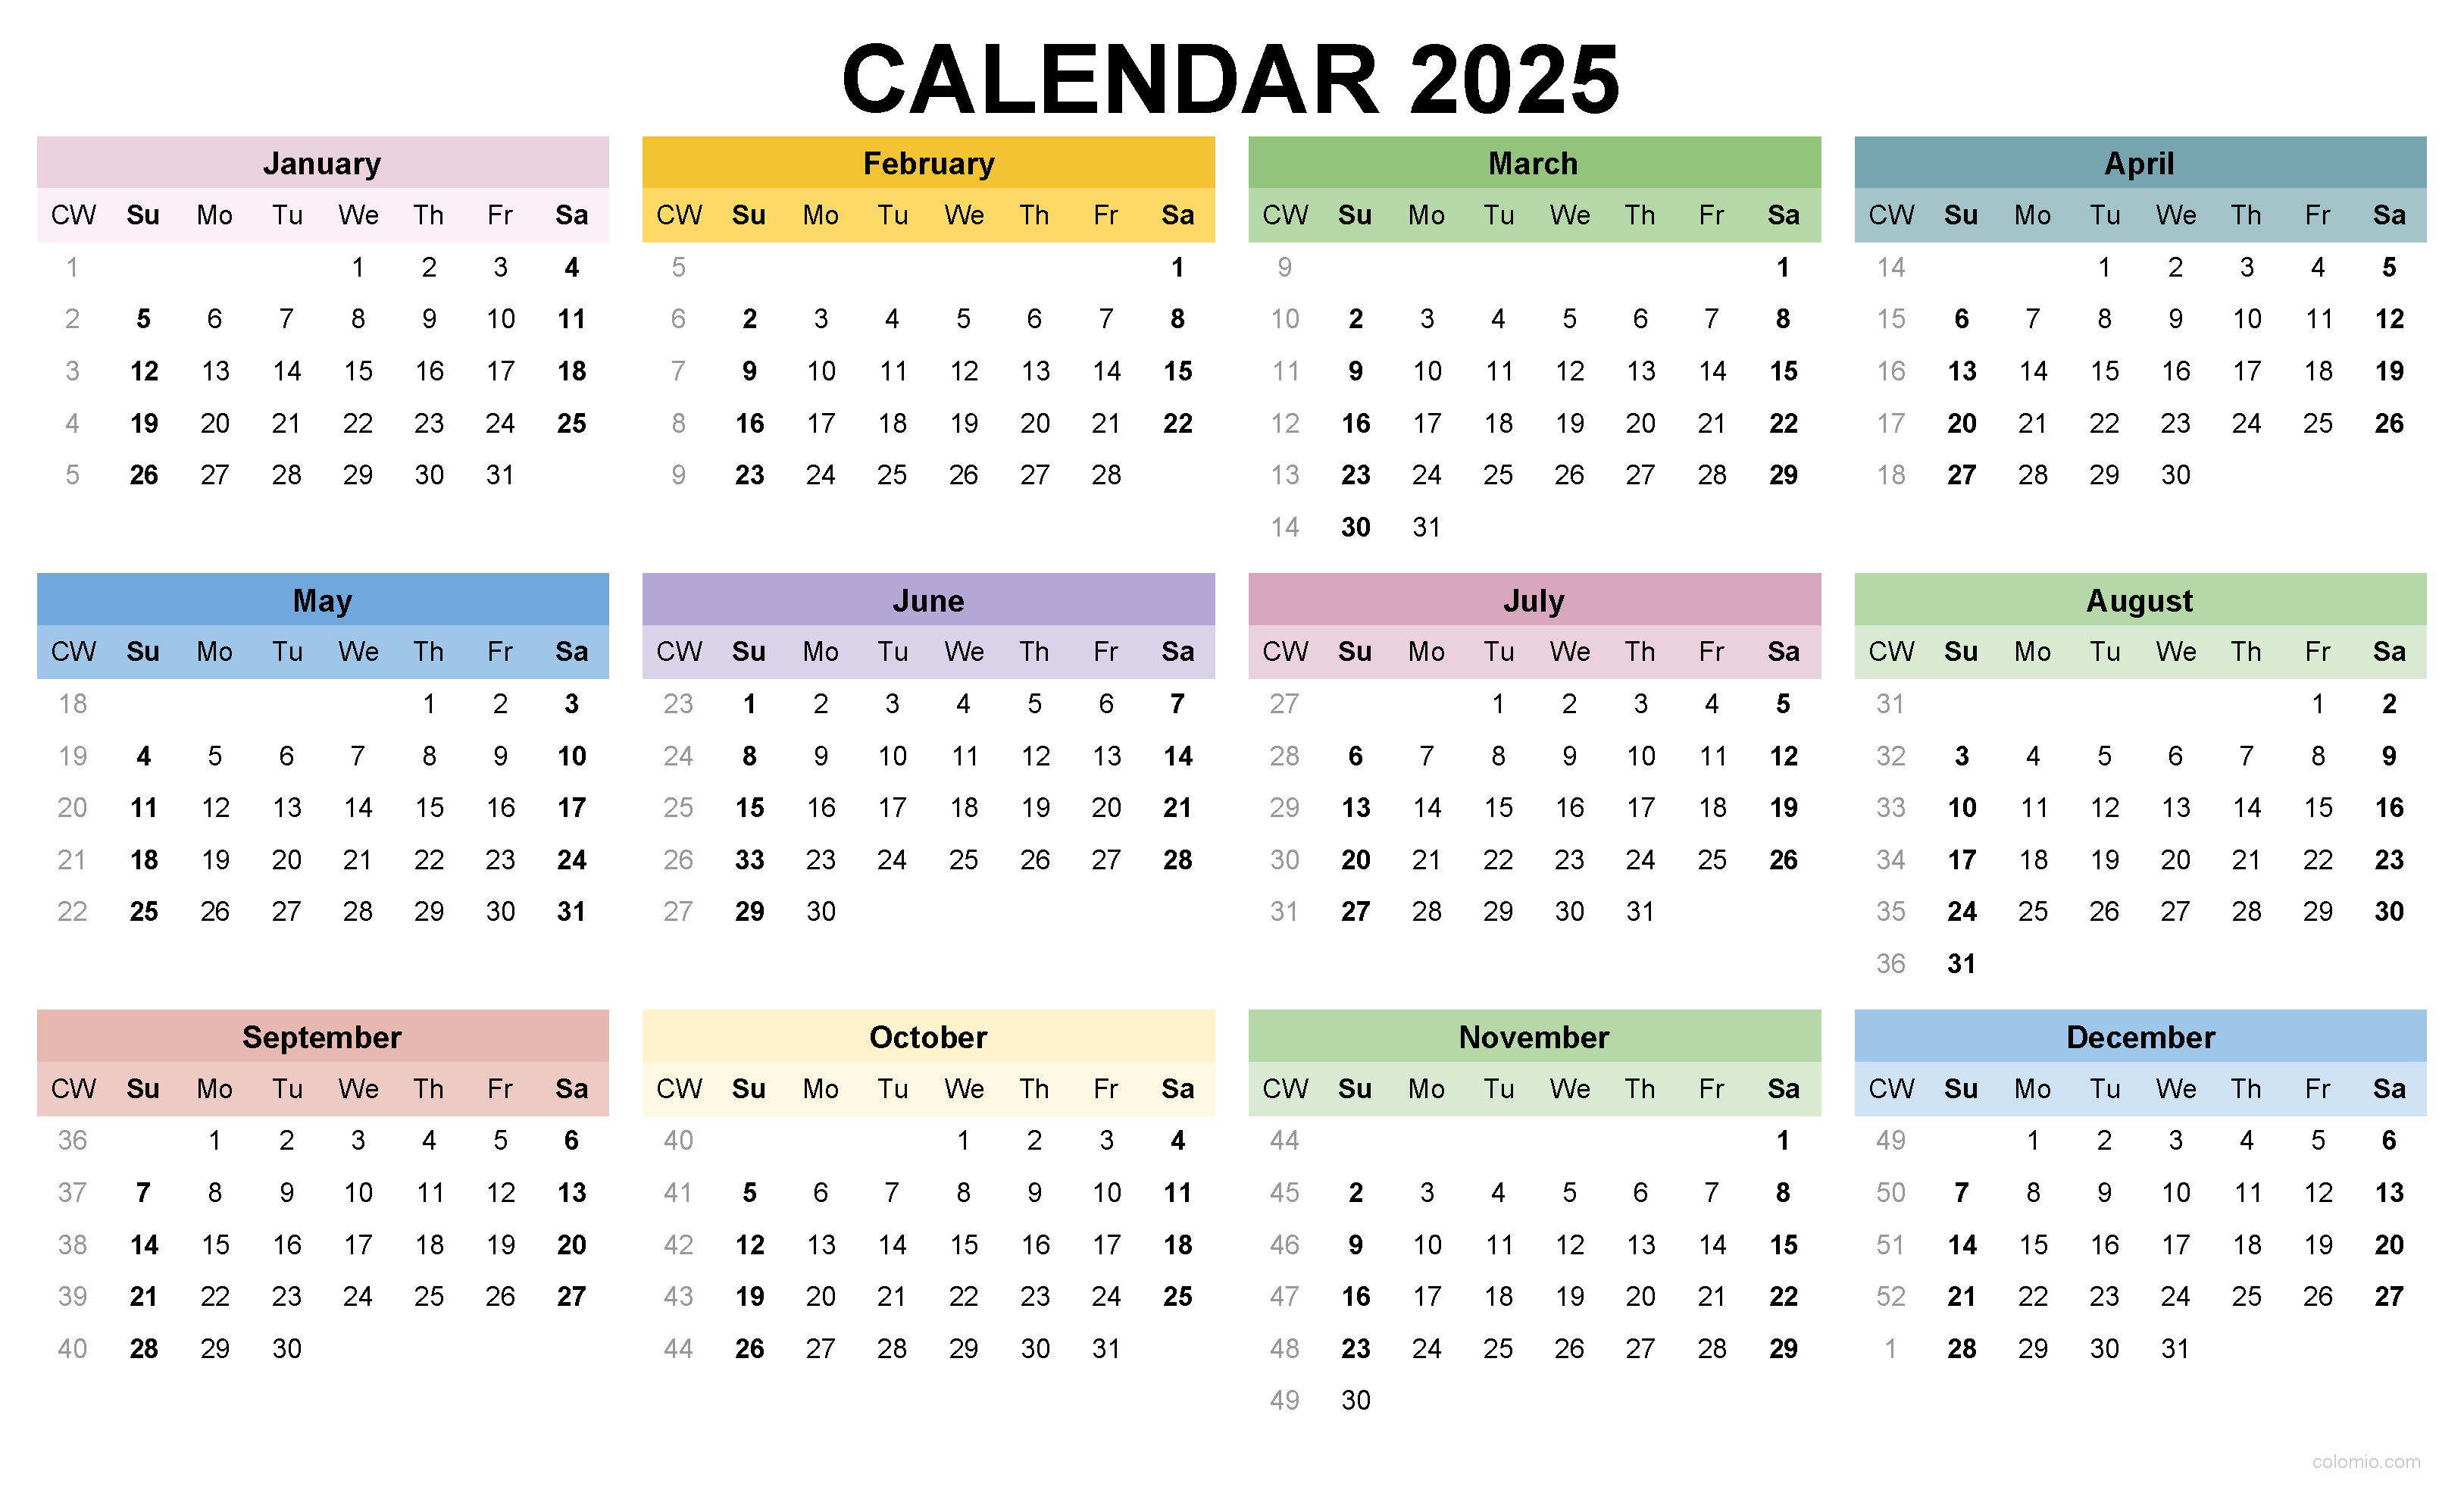 CALENDAR 2025
January
CW Su Mo Tu We Th Fr Sa
1 1 2 3 4
2 5 6 7 8 9 10 11
3 12 13 14 15 16 17 18
4 19 20 21 22 23 24 25
5 26 27 28 29 30 31
February
CW Su Mo Tu We Th Fr Sa
5 1
6 2 3 4 5 6 7 8
7 9 10 11 12 13 14 15
8 16 17 18 19 20 21 22
9 23 24 25 26 27 28
March
CW Su Mo Tu We Th Fr Sa
9 1
10 2 3 4 5 6 7 8
11 9 10 11 12 13 14 15
12 16 17 18 19 20 21 22
13 23 24 25 26 27 28 29
14 30 31
April
CW Su Mo Tu We Th Fr Sa
14 1 2 3 4 5
15 6 7 8 9 10 11 12
16 13 14 15 16 17 18 19
17 20 21 22 23 24 25 26
18 27 28 29 30
May
CW Su Mo Tu We Th Fr Sa
18 1 2 3
19 4 5 6 7 8 9 10
20 11 12 13 14 15 16 17
21 18 19 20 21 22 23 24
22 25 26 27 28 29 30 31
June
CW Su Mo Tu We Th Fr Sa
23 1 2 3 4 5 6 7
24 8 9 10 11 12 13 14
25 15 16 17 18 19 20 21
26 33 23 24 25 26 27 28
27 29 30
July
CW Su Mo Tu We Th Fr Sa
27 1 2 3 4 5
28 6 7 8 9 10 11 12
29 13 14 15 16 17 18 19
30 20 21 22 23 24 25 26
31 27 28 29 30 31
August
CW Su Mo Tu We Th Fr Sa
31 1 2
32 3 4 5 6 7 8 9
33 10 11 12 13 14 15 16
34 17 18 19 20 21 22 23
35 24 25 26 27 28 29 30
36 31
September
CW Su Mo Tu We Th Fr Sa
36 1 2 3 4 5 6
37 7 8 9 10 11 12 13
38 14 15 16 17 18 19 20
39 21 22 23 24 25 26 27
40 28 29 30
October
CW Su Mo Tu We Th Fr Sa
40 1 2 3 4
41 5 6 7 8 9 10 11
42 12 13 14 15 16 17 18
43 19 20 21 22 23 24 25
44 26 27 28 29 30 31
November
CW Su Mo Tu We Th Fr Sa
44 1
45 2 3 4 5 6 7 8
46 9 10 11 12 13 14 15
47 16 17 18 19 20 21 22
48 23 24 25 26 27 28 29
49 30
December
CW Su Mo Tu We Th Fr Sa
49 1 2 3 4 5 6
50 7 8 9 10 11 12 13
51 14 15 16 17 18 19 20
52 21 22 23 24 25 26 27
1 28 29 30 31
colomio.com